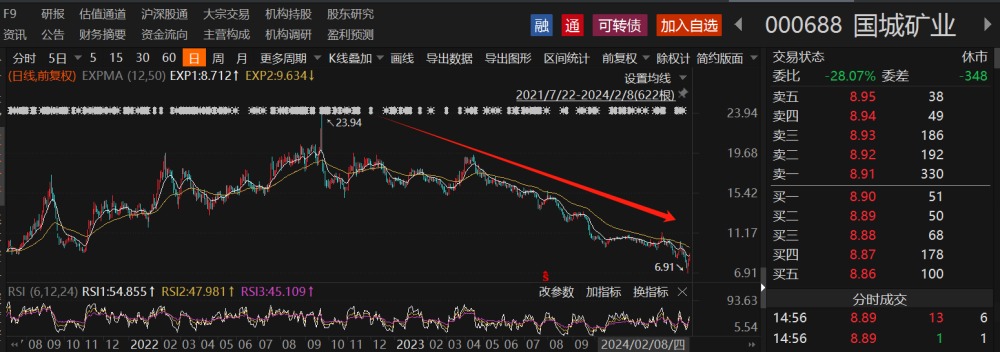 F9 研报 估值通道 沪深股通 大宗交易 机构持股 股东研究
资讯 公告 财务摘要 资金流向 主营构成 机构调研 盈利预测
融 通 可转债 加入自选 000688 国城矿业
分时 5日 5 15 30 60 日 周 月 更多周期 K线叠加 画线 导出数据 导出图形 区间统计 前复权 除权计 简约版面
(日线,前复权) EXPMA (12,50) EXP1:8.712↑ EXP2:9.634↓
设置均线
2021/7/22-2024/2/8(622根)
23.94
19.68
15.42
11.17
6.91
23.94
6.91
$
RSI (6,12,24) RSI1:54.855↑ RSI2:47.981↑ RSI3:45.109↑ 改参数 加指标 换指标
93.63
5.54
08 09 10 11 12 2022 02 03 04 05 06 07 08 09 10 11 12 2023 02 03 04 05 06 07 08 09 2024/02/08/四
交易状态 休市
委比 -28.07% 委差 -348
卖五 8.95 38
卖四 8.94 49
卖三 8.93 186
卖二 8.92 192
卖一 8.91 330
买一 8.90 51
买二 8.89 50
买三 8.88 68
买四 8.87 178
买五 8.86 100
分时成交
14:56 8.89 13 6
14:56 8.89 1 1